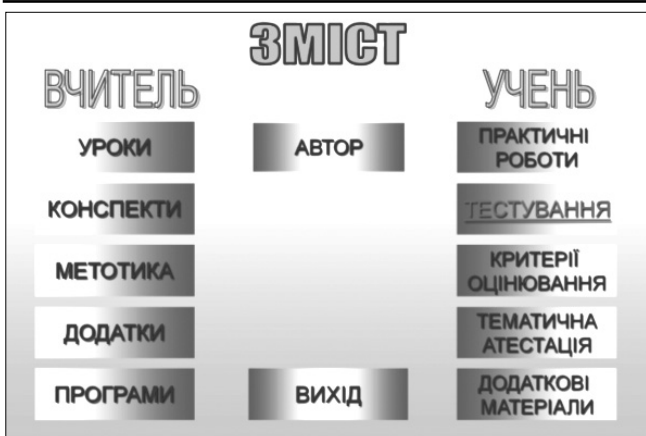 ЗМІСТ
ВЧИТЕЛЬ
УРОКИ
КОНСПЕКТИ
МЕТОТИКА
ДОДАТКИ
ПРОГРАМИ
АВТОР
ВИХІД
УЧЕНЬ
ПРАКТИЧНІ
РОБОТИ
ТЕСТУВАННЯ
КРИТЕРІЇ
ОЦІНЮВАННЯ
ТЕМАТИЧНА
АТЕСТАЦІЯ
ДОДАТКОВІ
МАТЕРІАЛИ